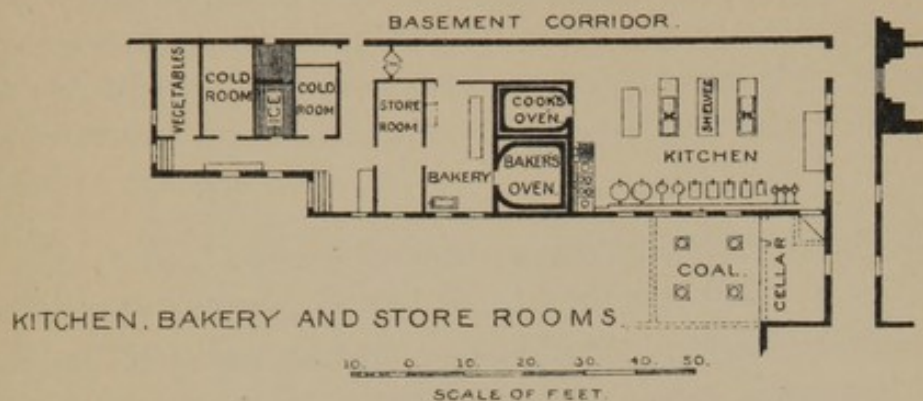 BASEMENT CORRIDOR.
VEGETABLES
COLD
ROOM
ICE
COLD
ROOM
STORE
ROOM
BAKERY
COOKS
OVEN.
BAKERS
OVEN.
SHELVES
KITCHEN
COAL.
CELLAR
KITCHEN, BAKERY AND STORE ROOMS
10. 0 10. 20. 30. 40. 50.
SCALE OF FEET.